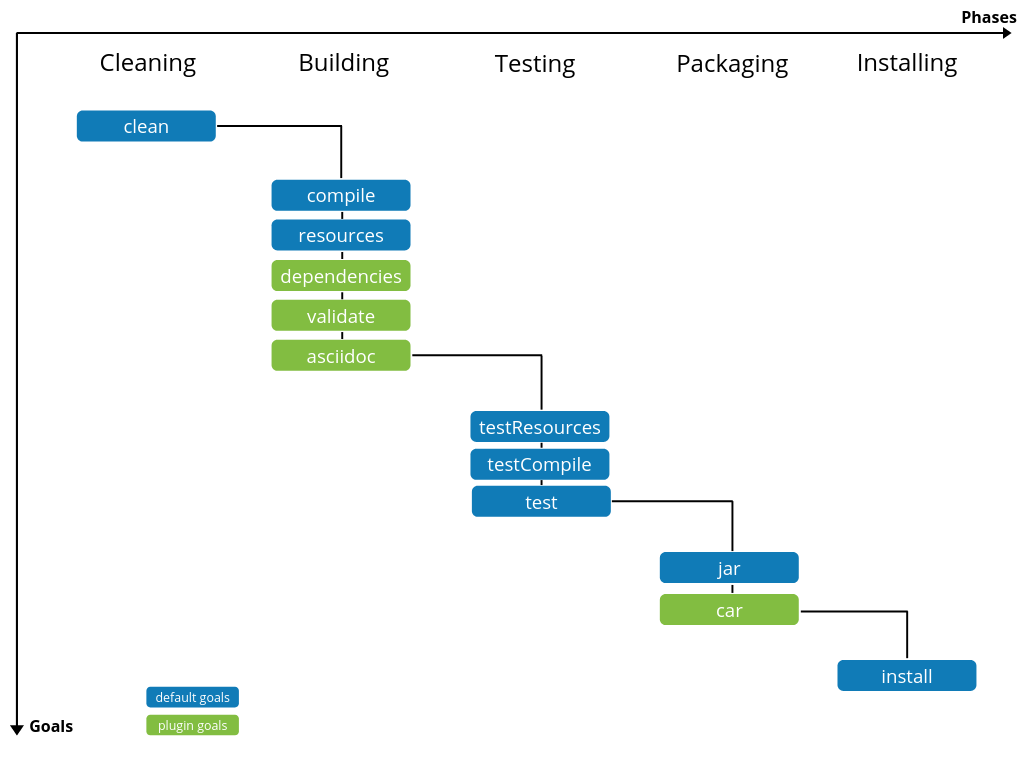 Phases
Cleaning
Building
Testing
Packaging
Installing
clean
compile
resources
dependencies
validate
asciidoc
testResources
testCompile
test
jar
car
install
default goals
plugin goals
Goals